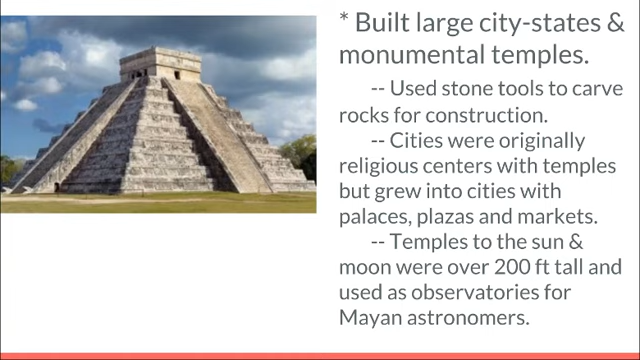 * Built large city-states &
monumental temples.
-- Used stone tools to carve
rocks for construction.
-- Cities were originally
religious centers with temples
but grew into cities with
palaces, plazas and markets.
-- Temples to the sun &
moon were over 200 ft tall and
used as observatories for
Mayan astronomers.